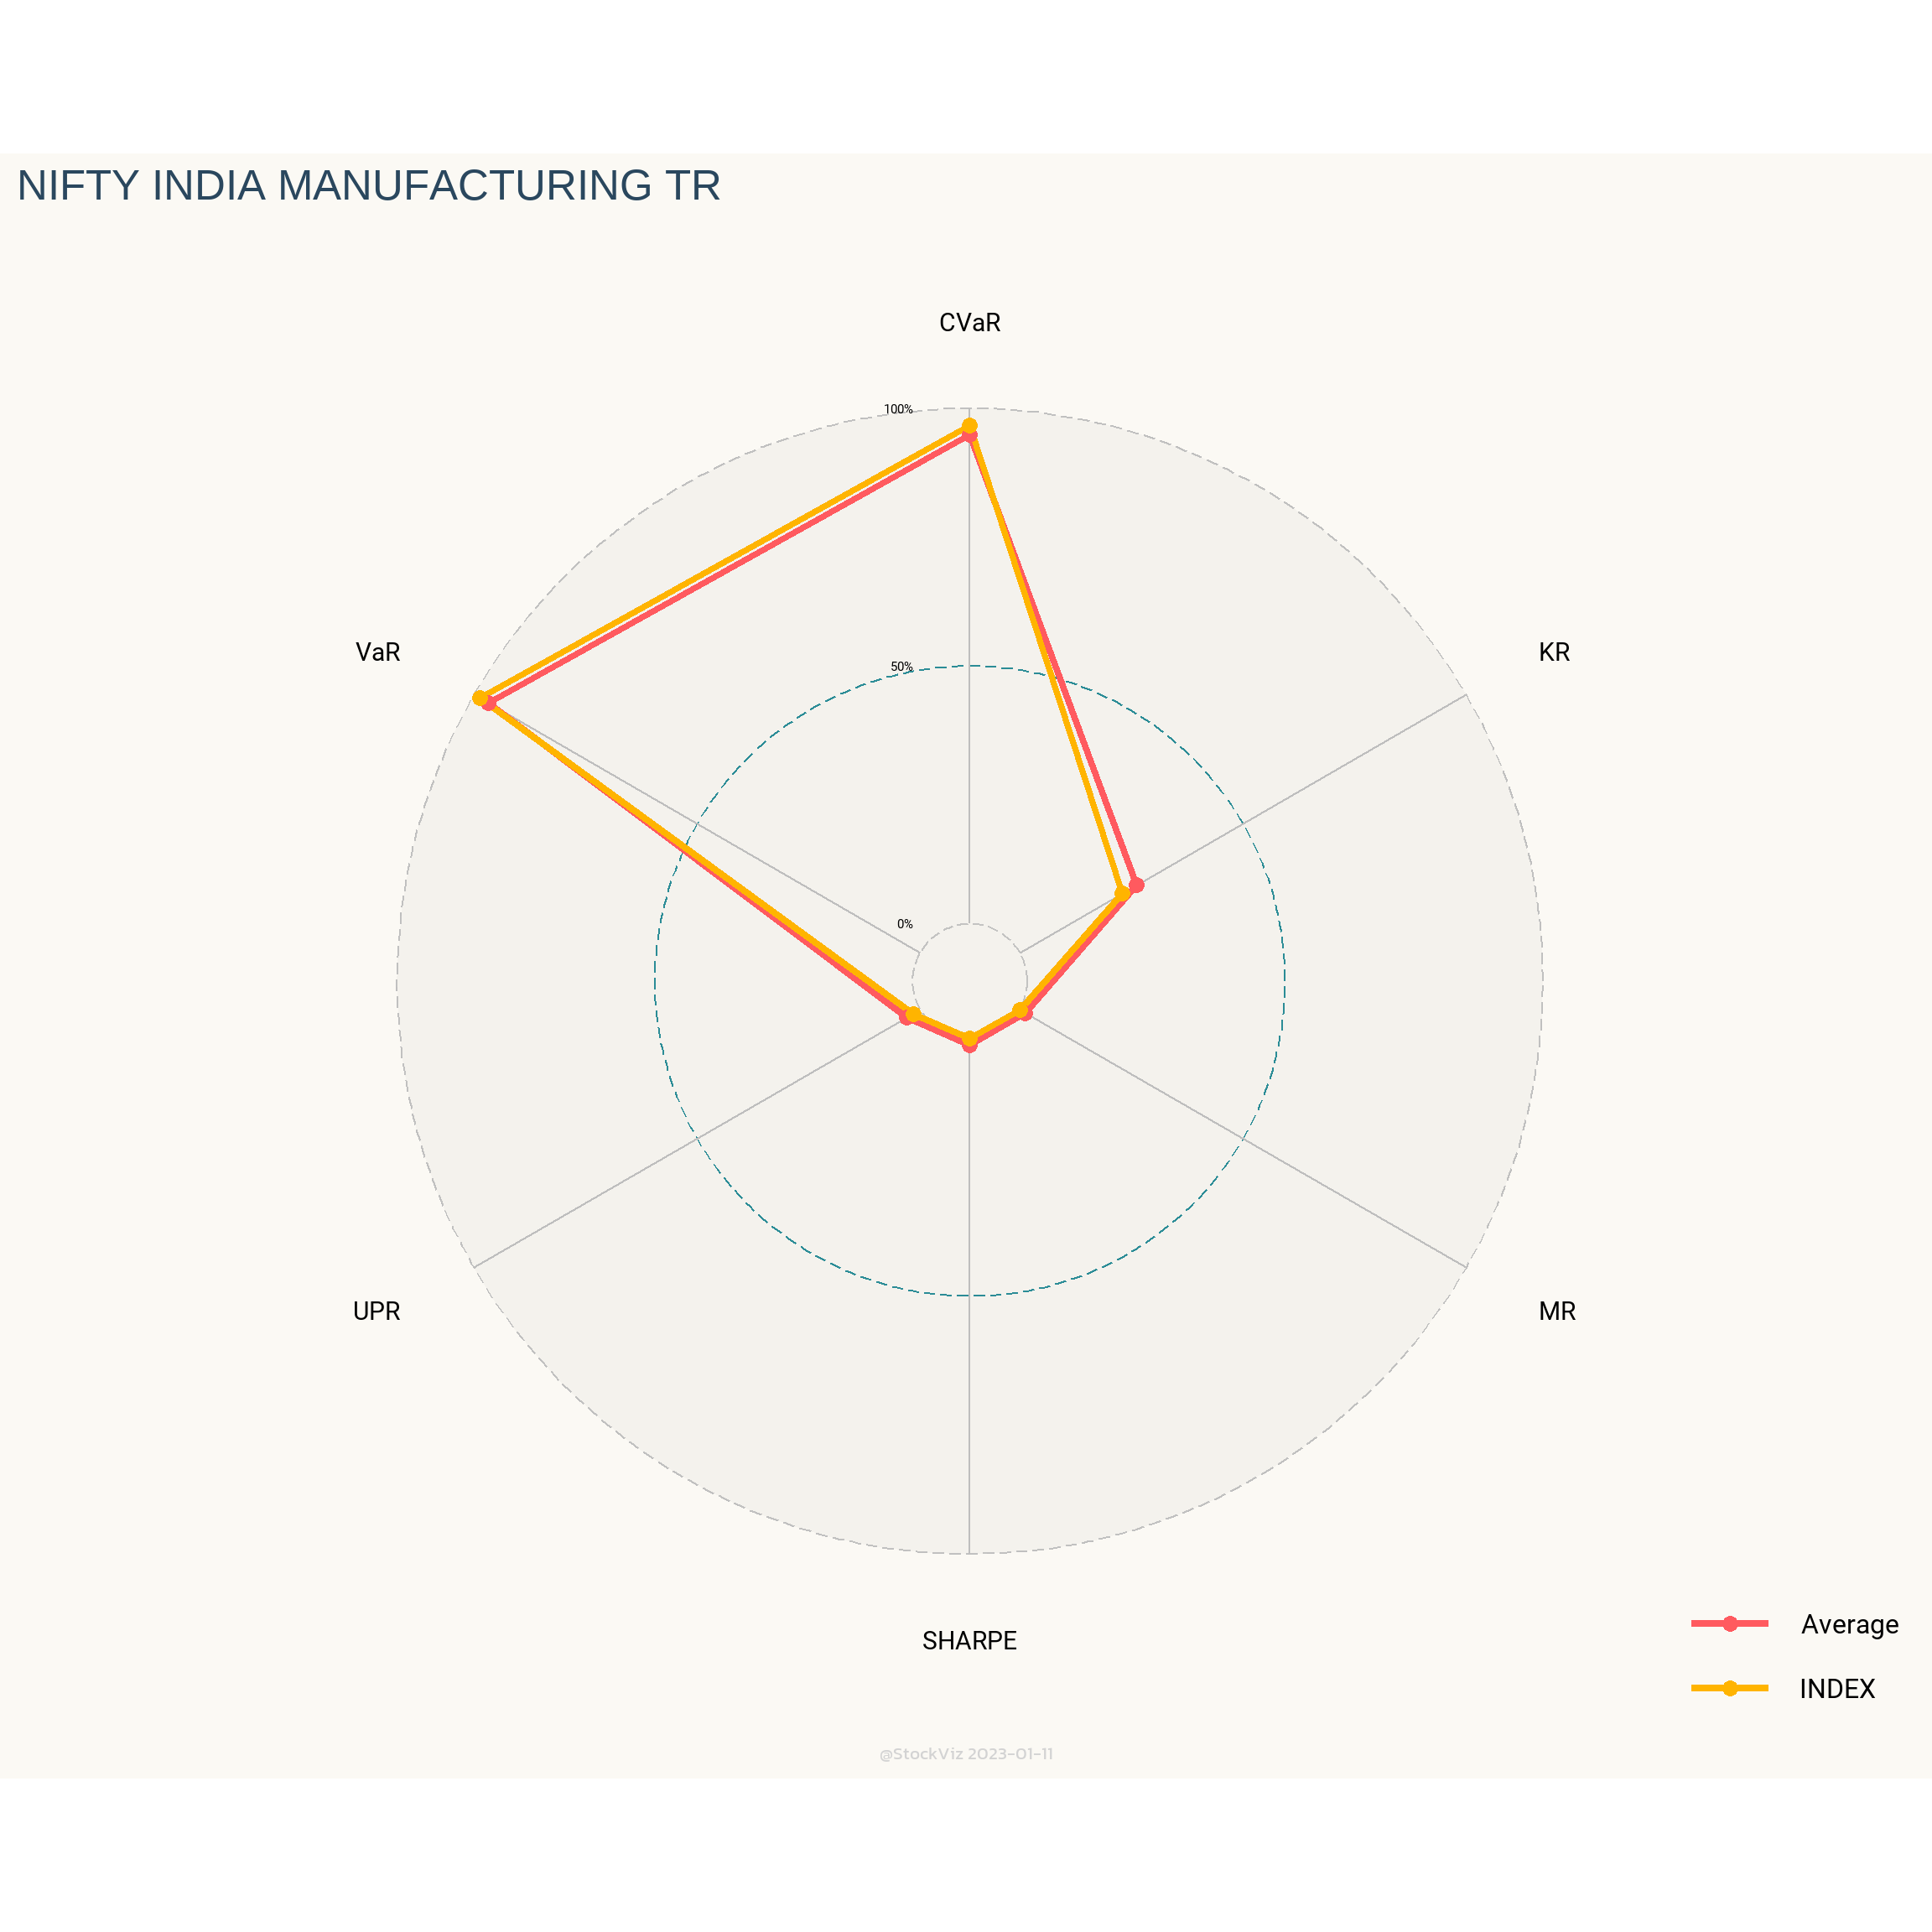 NIFTY INDIA MANUFACTURING TR
CVaR
100%
VaR
KR
50%
0%
UPR
MR
SHARPE
Average
INDEX
@StockViz 2023-01-11